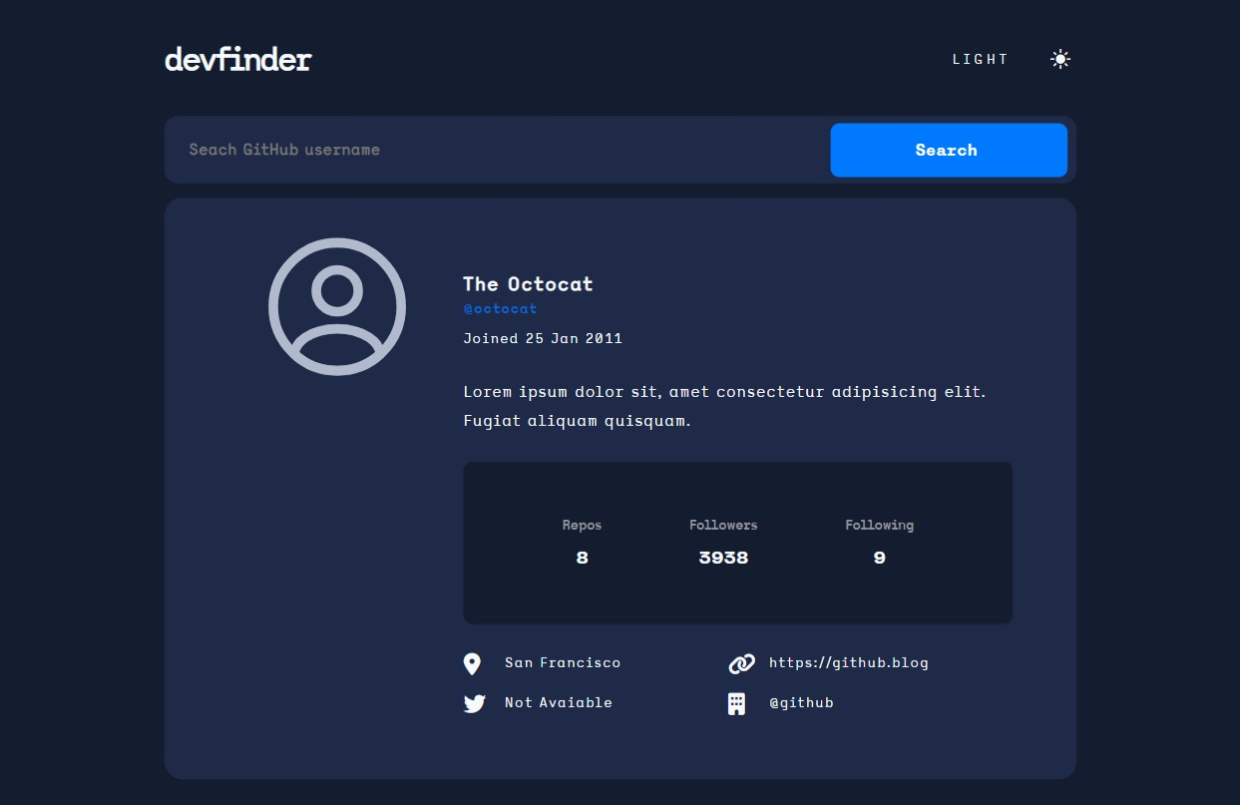 devfinder
LIGHT
Seach GitHub username
Search
The Octocat
@octocat
Joined 25 Jan 2011
Lorem ipsum dolor sit, amet consectetur adipisicing elit.
Fugiat aliquam quisquam.
Repos Followers Following
8 3938 9
San Francisco https://github.blog
Not Avaiable @github